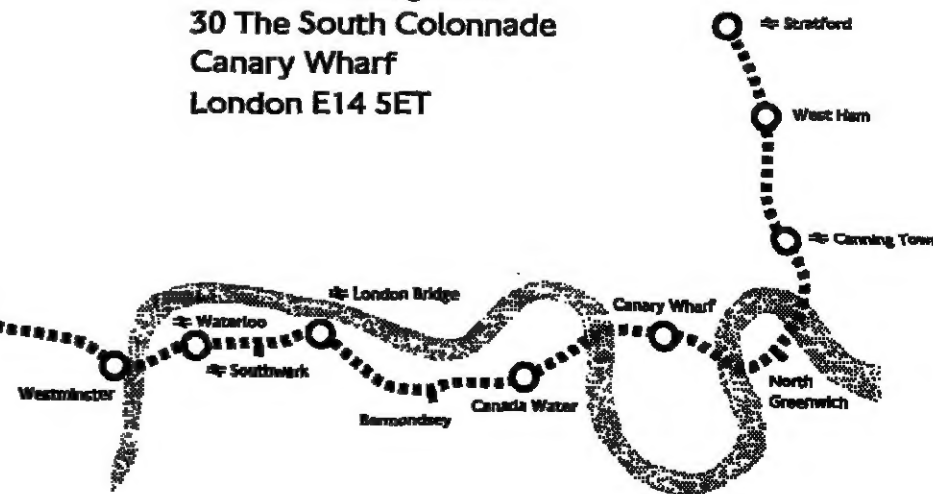 30 The South Colonnade
Canary Wharf
London E14 5ET
Stratford
West Ham
Canning Town
London Bridge
Canary Wharf
Waterloo
Southwark
Westminster
Bermondsey
Canada Water
North
Greenwich